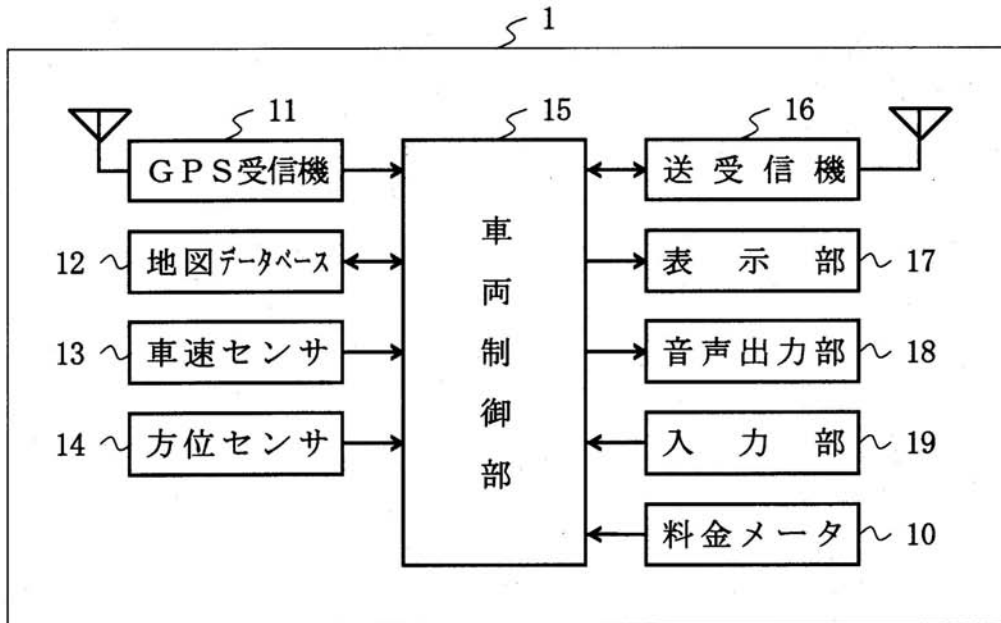 1
11
GPS受信機
15
車両制御部
16
送受信機
12
地図データベース
表示部
17
13
車速センサ
音声出力部
18
14
方位センサ
入力部
19
料金メータ
10